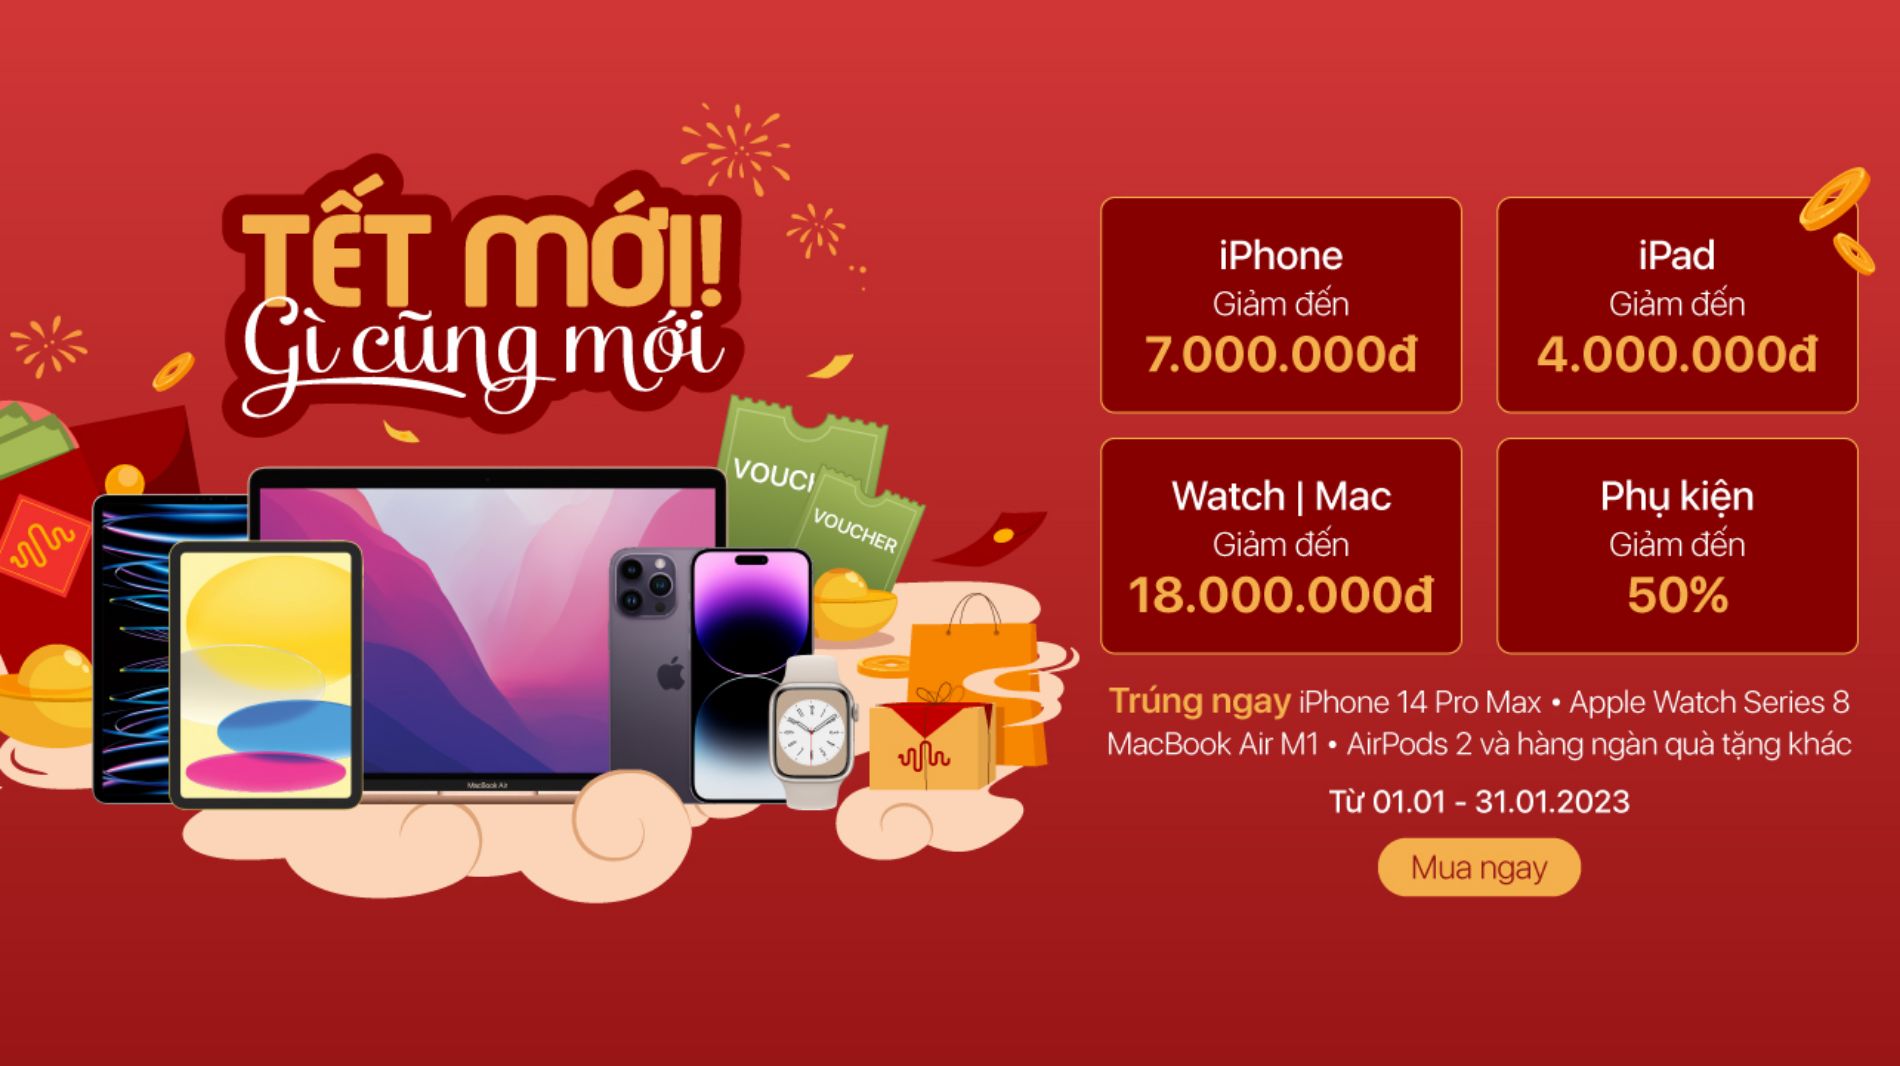 TẾT MỚI!
Gì cũng mới
VOUCHER
MacBook Air
iPhone
Giảm đến
7.000.000đ
iPad
Giảm đến
4.000.000đ
Watch | Mac
Giảm đến
18.000.000đ
Phụ kiện
Giảm đến
50%
Trúng ngay iPhone 14 Pro Max • Apple Watch Series 8
MacBook Air M1 • AirPods 2 và hàng ngàn quà tặng khác
Từ 01.01 - 31.01.2023
Mua ngay